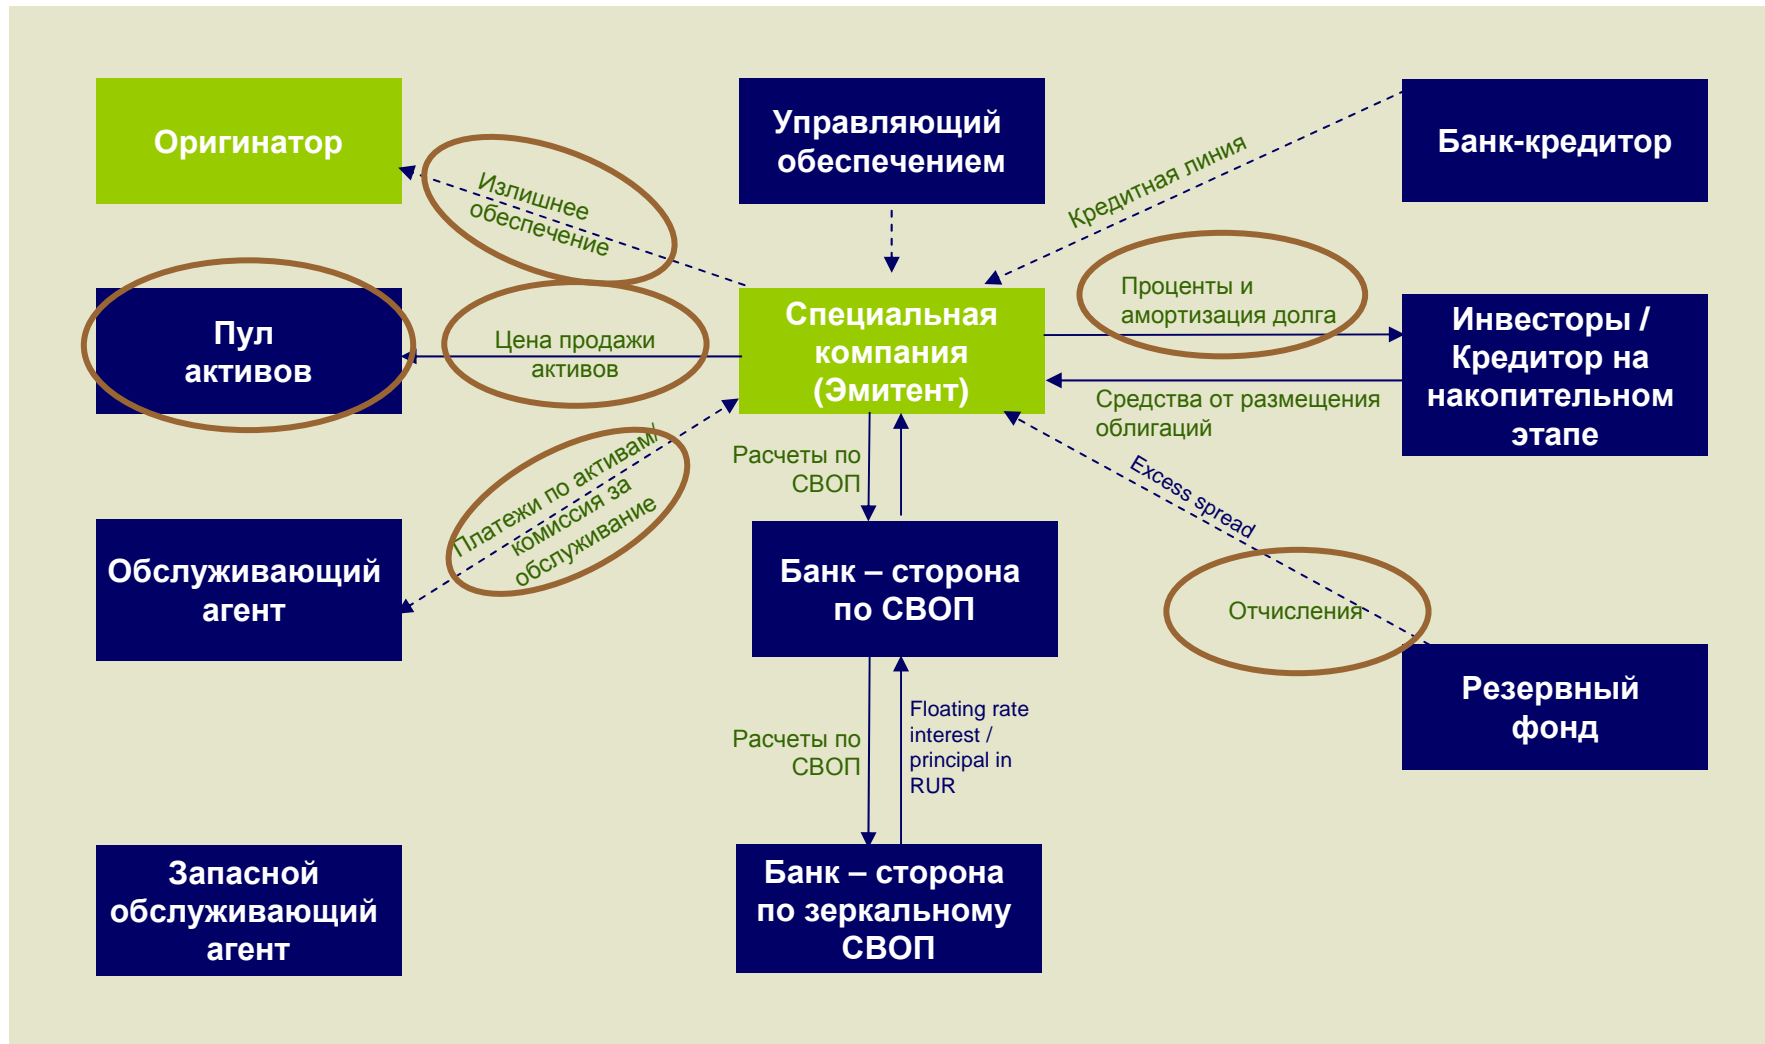 Оригинатор
Управляющий
обеспечением
Банк-кредитор
Излишнее
обеспечение
Кредитная линия
Пул
активов
Цена продажи
активов
Специальная
компания
(Эмитент)
Проценты и
амортизация долга
Инвесторы /
Кредитор на
накопительном
этапе
Средства от размещения
облигаций
Платежи по активам/
комиссия за
обслуживание
Расчеты по
СВОП
Excess spread
Обслуживающий
агент
Банк – сторона
по СВОП
Отчисления
Резервный
фонд
Расчеты по
СВОП
Floating rate
interest /
principal in
RUR
Запасной
обслуживающий
агент
Банк – сторона
по зеркальному
СВОП